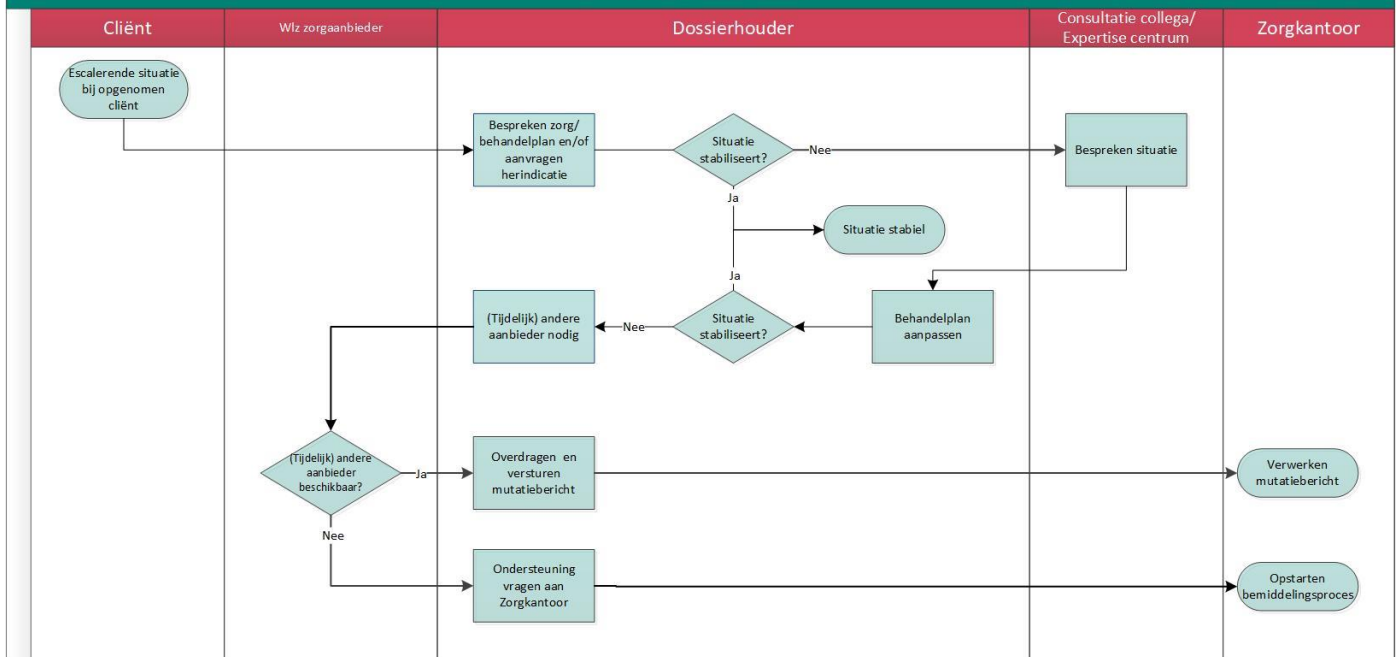 Cliënt
Wlz zorgaanbieder
Dossierhouder
Consultatie collega/
Expertise centrum
Zorgkantoor
Escalerende situatie
bij opgenomen
cliënt
Bespreken zorg/
behandelplan en/of
aanvragen
herindicatie
Situatie
stabiliseert?
Nee
Bespreken situatie
Ja
Situatie stabiel
Ja
(Tijdelijk) andere
aanbieder nodig
Nee
Situatie
stabiliseert?
Behandelplan
aanpassen
(Tijdelijk) andere
aanbieder
beschikbaar?
Ja
Overdragen en
versturen
mutatiebericht
Verwerken
mutatiebericht
Nee
Ondersteuning
vragen aan
Zorgkantoor
Opstarten
bemiddelingsproces